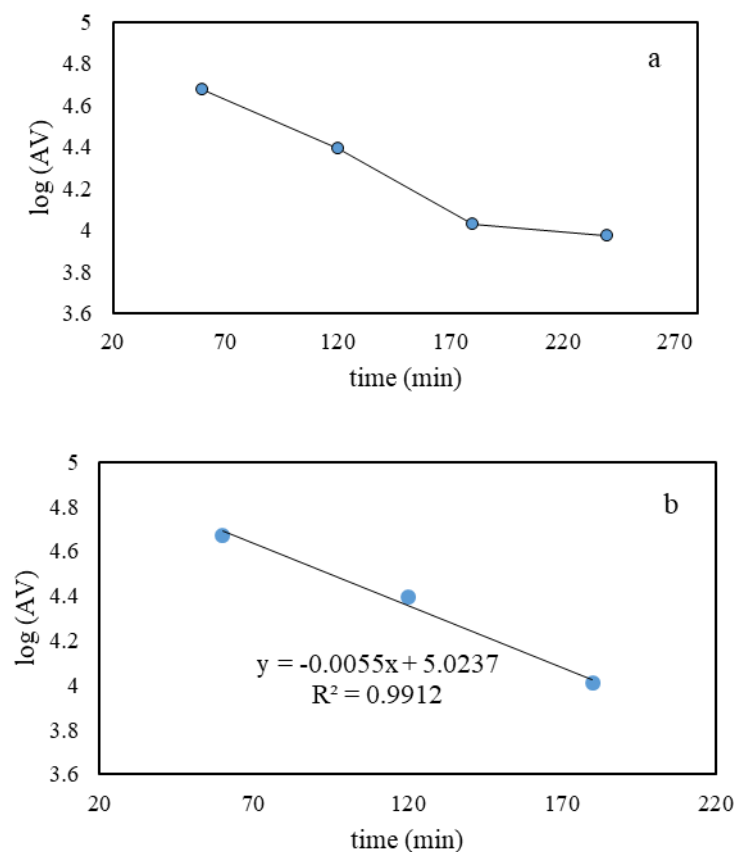 a
5
4.8
4.6
4.4
4.2
4
3.8
3.6
log (AV)
20 70 120 170 220 270
time (min)
b
5
4.8
4.6
4.4
4.2
4
3.8
3.6
log (AV)
y = -0.0055x + 5.0237
R² = 0.9912
20 70 120 170 220
time (min)